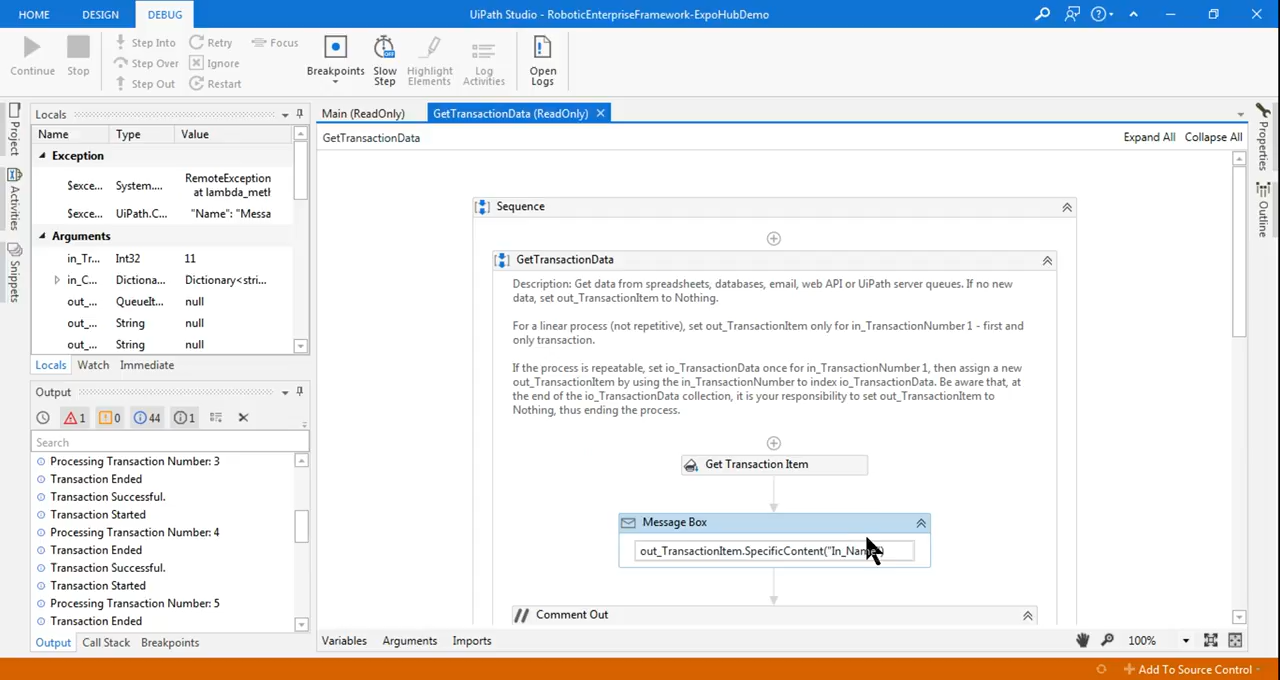 HOME
DESIGN
DEBUG
UiPath Studio - RoboticEnterpriseFramework-ExpoHubDemo
Continue
Stop
Step Into
Step Over
Step Out
Retry
Ignore
Restart
Focus
Breakpoints
Slow
Step
Highlight
Elements
Log
Activities
Open
Logs
Project
Activities
Snippets
Locals
Name Type Value
Exception
$exce... System.... RemoteException
at lambda_meth
$exce... UiPath.C... "Name": "Messa
Arguments
in_Tr... Int32 11
in_C... Dictiona... Dictionary<stri...
out_... QueueIt... null
out_... String null
out_... String null
Locals Watch Immediate
Output
1 0 44 1
Search
Processing Transaction Number: 3
Transaction Ended
Transaction Successful.
Transaction Started
Processing Transaction Number: 4
Transaction Ended
Transaction Successful.
Transaction Started
Processing Transaction Number: 5
Transaction Ended
Output Call Stack Breakpoints
Main (ReadOnly)
GetTransactionData (ReadOnly)
GetTransactionData
Expand All Collapse All
Sequence
GetTransactionData
Description: Get data from spreadsheets, databases, email, web API or UiPath server queues. If no new
data, set out_TransactionItem to Nothing.
For a linear process (not repetitive), set out_TransactionItem only for in_TransactionNumber 1 - first and
only transaction.
If the process is repeatable, set io_TransactionData once for in_TransactionNumber 1, then assign a new
out_TransactionItem by using the in_TransactionNumber to index io_TransactionData. Be aware that, at
the end of the io_TransactionData collection, it is your responsibility to set out_TransactionItem to
Nothing, thus ending the process.
Get Transaction Item
Message Box
out_TransactionItem.SpecificContent("In_Name")
// Comment Out
Variables Arguments Imports
100%
Properties
Outline
Add To Source Control